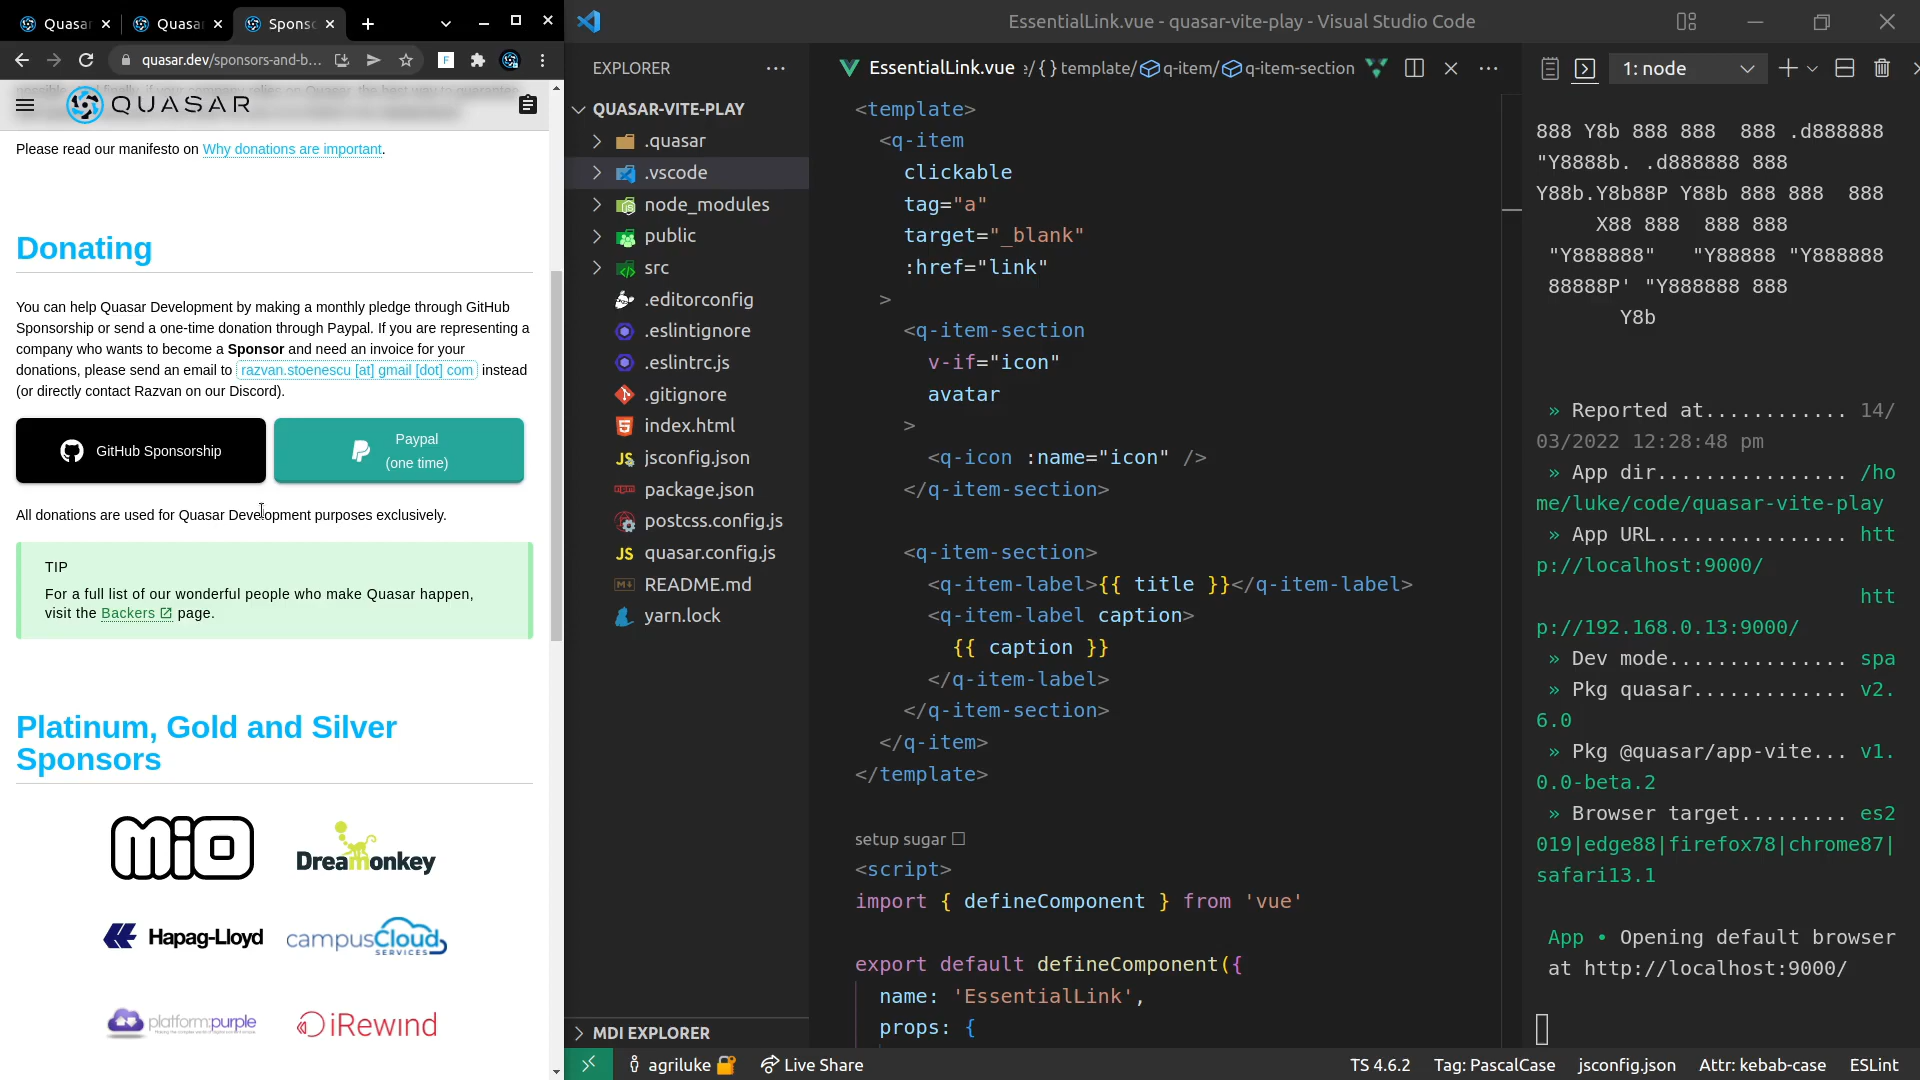 Quasar
Quasar
Sponsc
quasar.dev/sponsors-and-b...
QUASAR
Please read our manifesto on Why donations are important.
Donating
You can help Quasar Development by making a monthly pledge through GitHub
Sponsorship or send a one-time donation through Paypal. If you are representing a
company who wants to become a Sponsor and need an invoice for your
donations, please send an email to razvan.stoenescu [at] gmail [dot] com instead
(or directly contact Razvan on our Discord).
GitHub Sponsorship
Paypal
(one time)
All donations are used for Quasar Development purposes exclusively.
TIP
For a full list of our wonderful people who make Quasar happen,
visit the Backers page.
Platinum, Gold and Silver
Sponsors
MiO
Dreamonkey
Hapag-Lloyd
campusCloud
SERVICES
platform:purple
iRewind
EssentialLink.vue - quasar-vite-play - Visual Studio Code
EXPLORER
QUASAR-VITE-PLAY
.quasar
.vscode
node_modules
public
src
.editorconfig
.eslintignore
.eslintrc.js
.gitignore
index.html
jsconfig.json
package.json
postcss.config.js
quasar.config.js
README.md
yarn.lock
MDI EXPLORER
EssentialLink.vue ›/{ } template/ q-item/ q-item-section
<template>
<q-item
clickable
tag="a"
target="_blank"
:href="link"
>
<q-item-section
v-if="icon"
avatar
>
<q-icon :name="icon" />
</q-item-section>
<q-item-section>
<q-item-label>{{ title }}</q-item-label>
<q-item-label caption>
{{ caption }}
</q-item-label>
</q-item-section>
</q-item>
</template>
setup sugar ☐
<script>
import { defineComponent } from 'vue'
export default defineComponent({
name: 'EssentialLink',
props: {
1: node
888 Y8b 888 888  888 .d888888
"Y8888b. .d888888 888
Y88b.Y8b88P Y88b 888 888  888
X88 888  888 888
"Y888888"   "Y88888 "Y888888
88888P' "Y888888 888
Y8b
» Reported at............ 14/
03/2022 12:28:48 pm
» App dir................ /ho
me/luke/code/quasar-vite-play
» App URL................ htt
p://localhost:9000/
htt
p://192.168.0.13:9000/
» Dev mode............... spa
» Pkg quasar............. v2.
6.0
» Pkg @quasar/app-vite... v1.
0.0-beta.2
» Browser target......... es2
019|edge88|firefox78|chrome87|
safari13.1
App • Opening default browser
at http://localhost:9000/
agriluke
Live Share
TS 4.6.2
Tag: PascalCase
jsconfig.json
Attr: kebab-case
ESLint